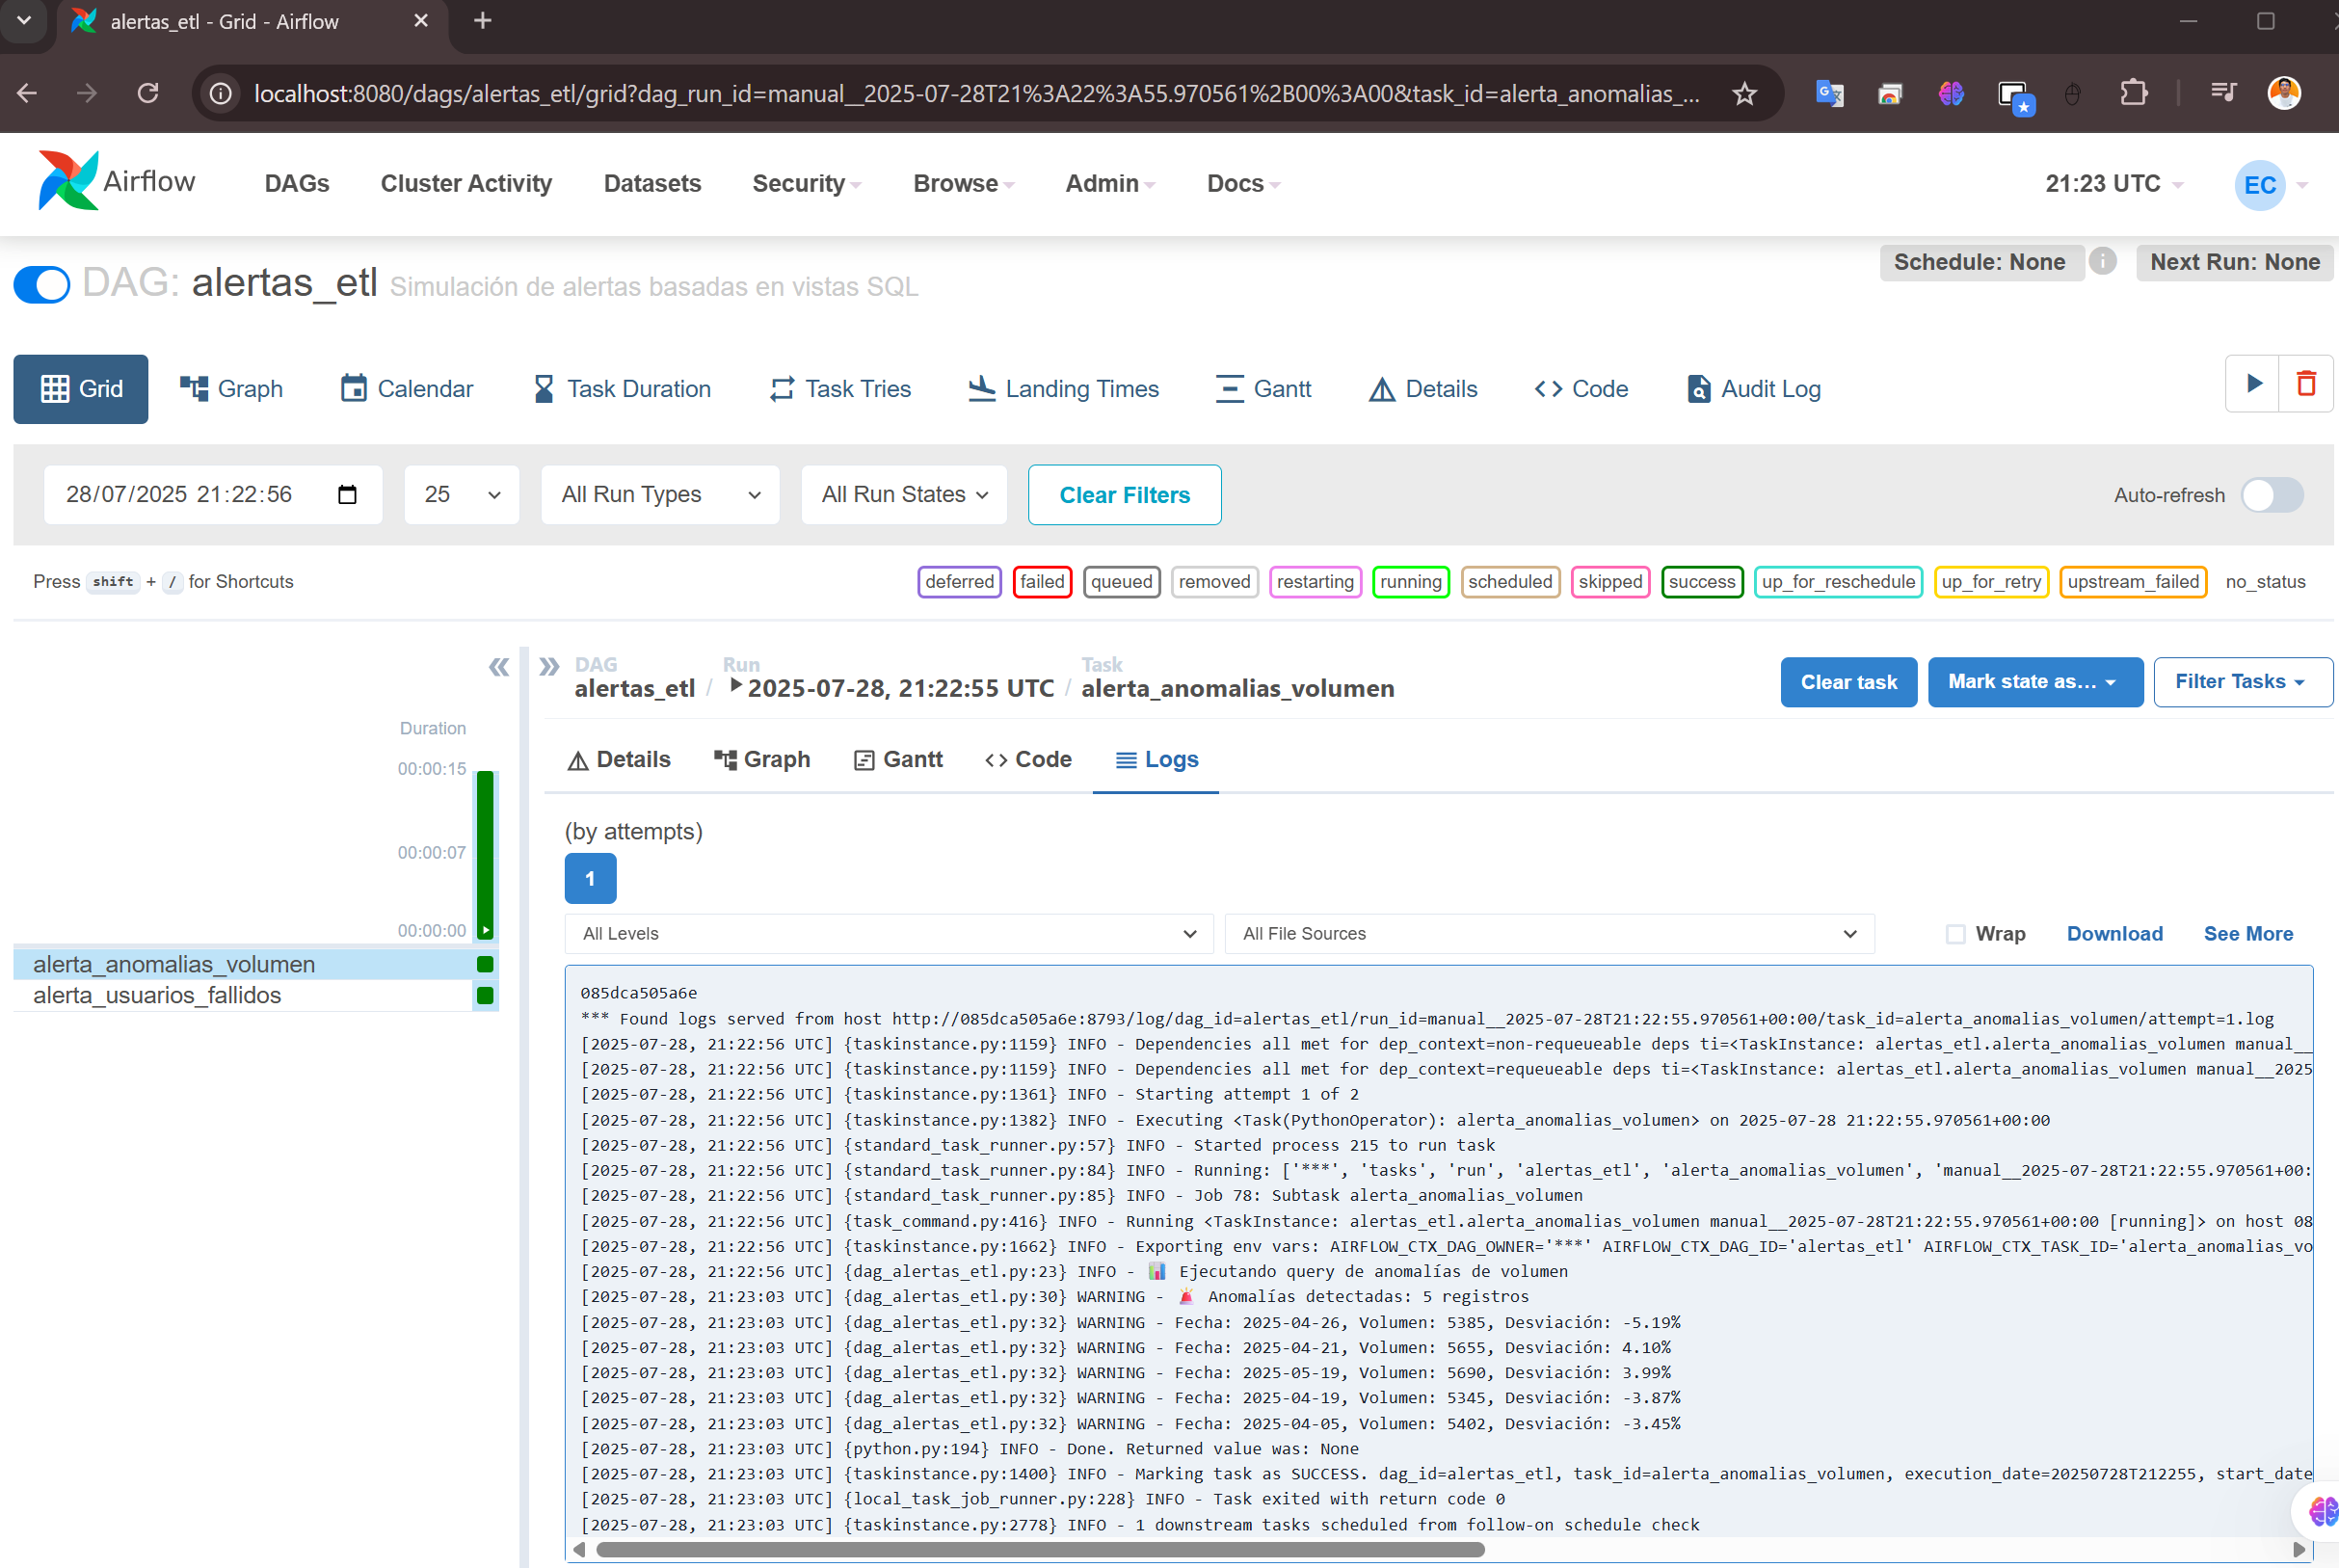 alertas_etl - Grid - Airflow
localhost:8080/dags/alertas_etl/grid?dag_run_id=manual__2025-07-28T21%3A22%3A55.970561%2B00%3A00&task_id=alerta_anomalias_...
Airflow DAGs Cluster Activity Datasets Security Browse Admin Docs 21:23 UTC EC
DAG: alertas_etl Simulación de alertas basadas en vistas SQL Schedule: None i Next Run: None
Grid Graph Calendar Task Duration Task Tries Landing Times Gantt Details Code Audit Log
28/07/2025 21:22:56 25 All Run Types All Run States Clear Filters Auto-refresh
Press shift + / for Shortcuts deferred failed queued removed restarting running scheduled skipped success up_for_reschedule up_for_retry upstream_failed no_status
DAG Run Task
alertas_etl / 2025-07-28, 21:22:55 UTC / alerta_anomalias_volumen Clear task Mark state as... Filter Tasks
Duration
00:00:15
00:00:07
00:00:00
alerta_anomalias_volumen
alerta_usuarios_fallidos
Details Graph Gantt Code Logs
(by attempts)
1
All Levels All File Sources Wrap Download See More
085dca505a6e
*** Found logs served from host http://085dca505a6e:8793/log/dag_id=alertas_etl/run_id=manual__2025-07-28T21:22:55.970561+00:00/task_id=alerta_anomalias_volumen/attempt=1.log
[2025-07-28, 21:22:56 UTC] {taskinstance.py:1159} INFO - Dependencies all met for dep_context=non-requeueable deps ti=<TaskInstance: alertas_etl.alerta_anomalias_volumen manual__
[2025-07-28, 21:22:56 UTC] {taskinstance.py:1159} INFO - Dependencies all met for dep_context=requeueable deps ti=<TaskInstance: alertas_etl.alerta_anomalias_volumen manual__2025
[2025-07-28, 21:22:56 UTC] {taskinstance.py:1361} INFO - Starting attempt 1 of 2
[2025-07-28, 21:22:56 UTC] {taskinstance.py:1382} INFO - Executing <Task(PythonOperator): alerta_anomalias_volumen> on 2025-07-28 21:22:55.970561+00:00
[2025-07-28, 21:22:56 UTC] {standard_task_runner.py:57} INFO - Started process 215 to run task
[2025-07-28, 21:22:56 UTC] {standard_task_runner.py:84} INFO - Running: ['***', 'tasks', 'run', 'alertas_etl', 'alerta_anomalias_volumen', 'manual__2025-07-28T21:22:55.970561+00:
[2025-07-28, 21:22:56 UTC] {standard_task_runner.py:85} INFO - Job 78: Subtask alerta_anomalias_volumen
[2025-07-28, 21:22:56 UTC] {task_command.py:416} INFO - Running <TaskInstance: alertas_etl.alerta_anomalias_volumen manual__2025-07-28T21:22:55.970561+00:00 [running]> on host 08
[2025-07-28, 21:22:56 UTC] {taskinstance.py:1662} INFO - Exporting env vars: AIRFLOW_CTX_DAG_OWNER='***' AIRFLOW_CTX_DAG_ID='alertas_etl' AIRFLOW_CTX_TASK_ID='alerta_anomalias_vo
[2025-07-28, 21:22:56 UTC] {dag_alertas_etl.py:23} INFO - 📊 Ejecutando query de anomalías de volumen
[2025-07-28, 21:23:03 UTC] {dag_alertas_etl.py:30} WARNING - 🚨 Anomalías detectadas: 5 registros
[2025-07-28, 21:23:03 UTC] {dag_alertas_etl.py:32} WARNING - Fecha: 2025-04-26, Volumen: 5385, Desviación: -5.19%
[2025-07-28, 21:23:03 UTC] {dag_alertas_etl.py:32} WARNING - Fecha: 2025-04-21, Volumen: 5655, Desviación: 4.10%
[2025-07-28, 21:23:03 UTC] {dag_alertas_etl.py:32} WARNING - Fecha: 2025-05-19, Volumen: 5690, Desviación: 3.99%
[2025-07-28, 21:23:03 UTC] {dag_alertas_etl.py:32} WARNING - Fecha: 2025-04-19, Volumen: 5345, Desviación: -3.87%
[2025-07-28, 21:23:03 UTC] {dag_alertas_etl.py:32} WARNING - Fecha: 2025-04-05, Volumen: 5402, Desviación: -3.45%
[2025-07-28, 21:23:03 UTC] {python.py:194} INFO - Done. Returned value was: None
[2025-07-28, 21:23:03 UTC] {taskinstance.py:1400} INFO - Marking task as SUCCESS. dag_id=alertas_etl, task_id=alerta_anomalias_volumen, execution_date=20250728T212255, start_date
[2025-07-28, 21:23:03 UTC] {local_task_job_runner.py:228} INFO - Task exited with return code 0
[2025-07-28, 21:23:03 UTC] {taskinstance.py:2778} INFO - 1 downstream tasks scheduled from follow-on schedule check